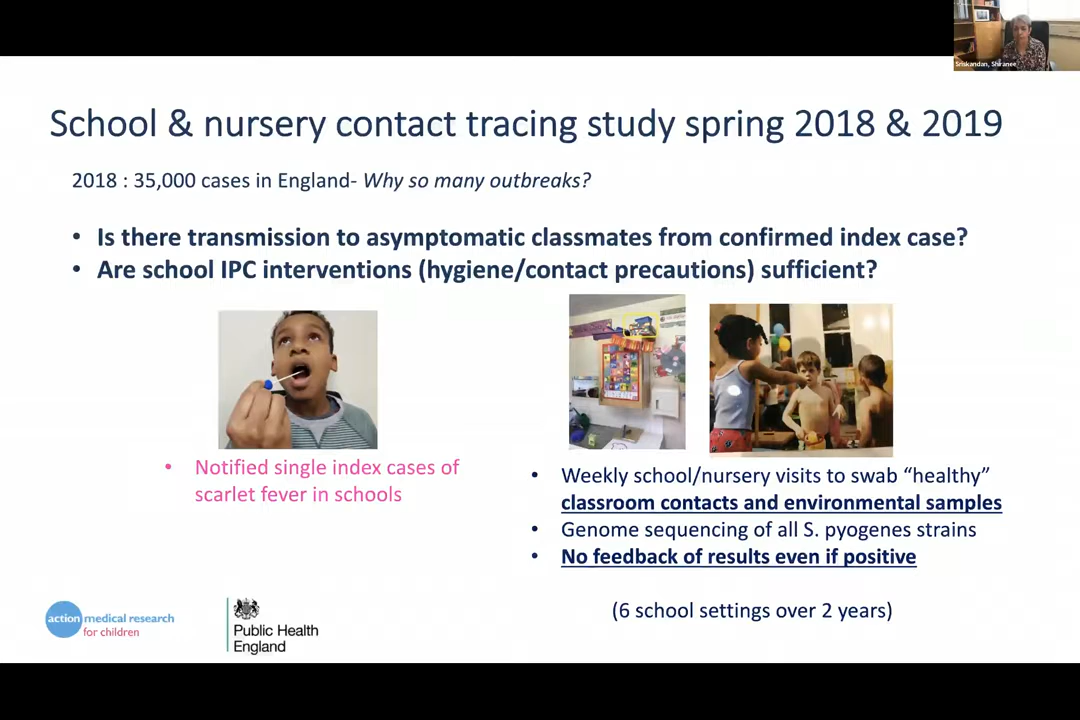 Sriskandan, Shiranee
School & nursery contact tracing study spring 2018 & 2019
2018 : 35,000 cases in England- Why so many outbreaks?
• Is there transmission to asymptomatic classmates from confirmed index case?
• Are school IPC interventions (hygiene/contact precautions) sufficient?
• Notified single index cases of
scarlet fever in schools
• Weekly school/nursery visits to swab “healthy”
classroom contacts and environmental samples
• Genome sequencing of all S. pyogenes strains
• No feedback of results even if positive
(6 school settings over 2 years)
action medical research
for children
Public Health
England